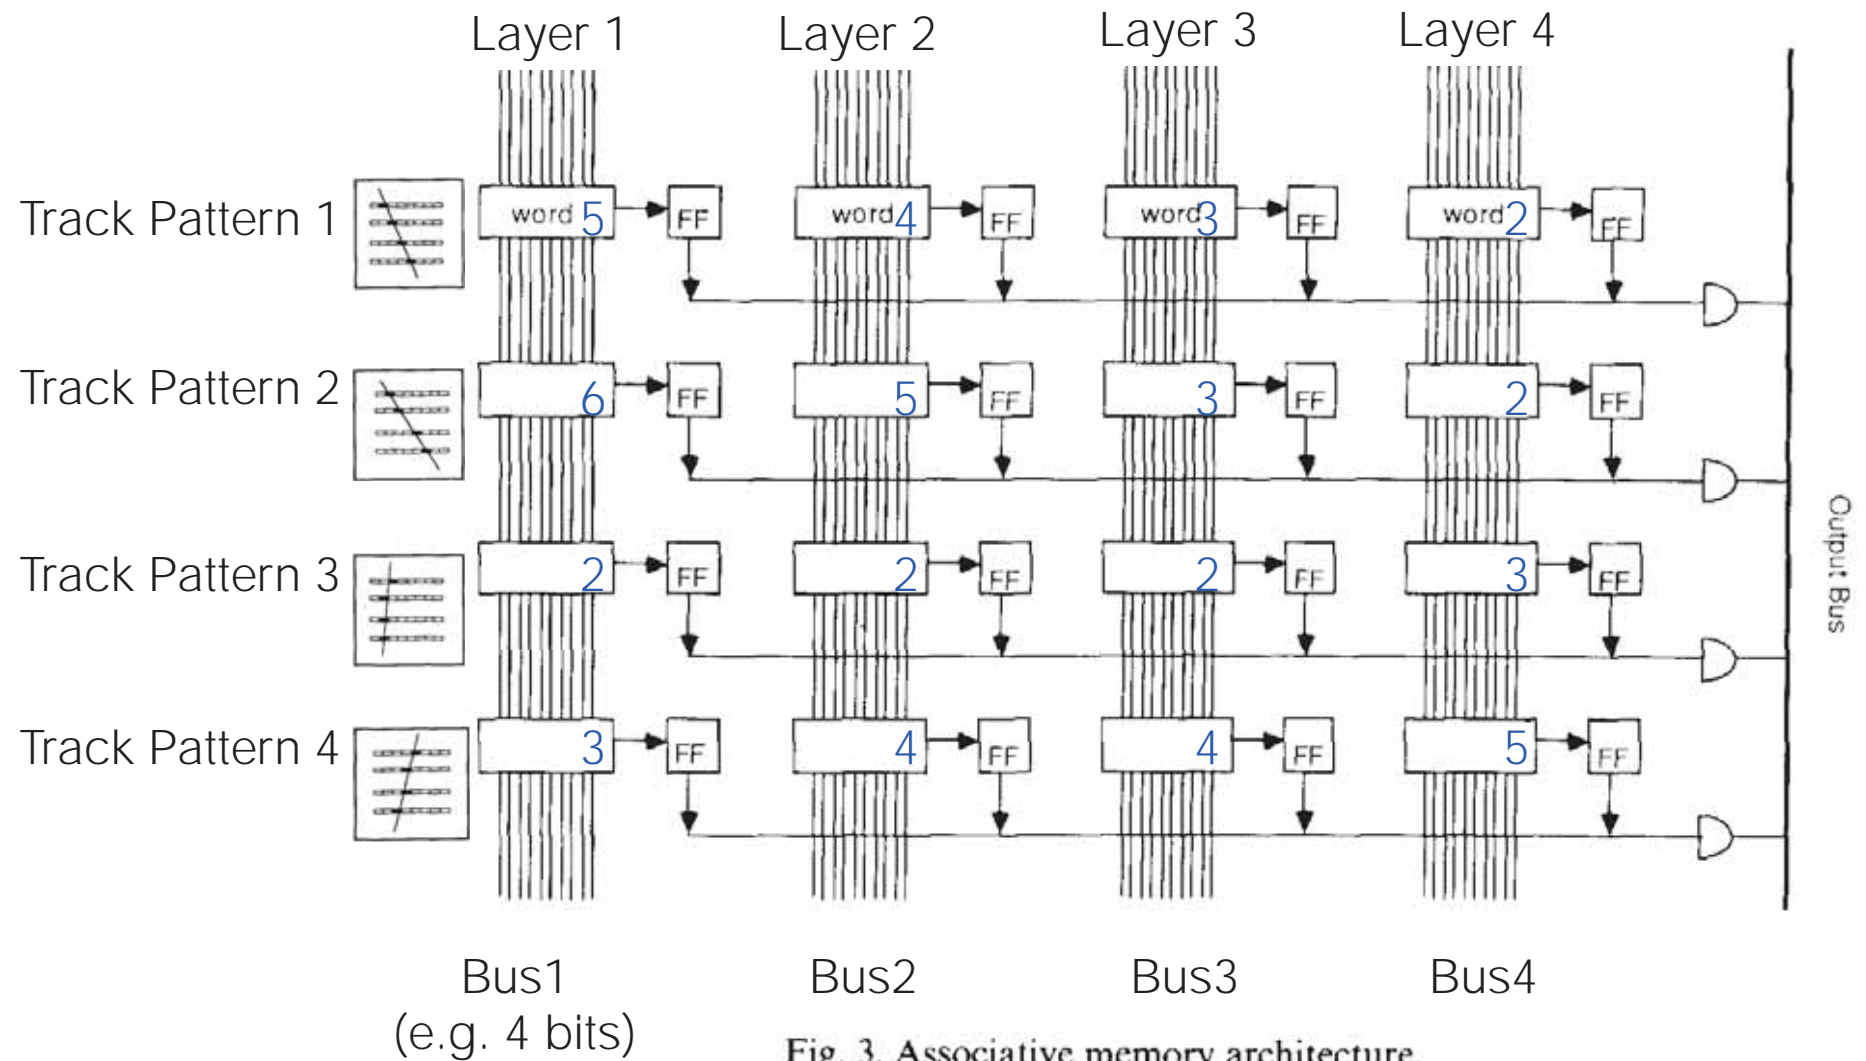 Layer 1 Layer 2 Layer 3 Layer 4
Track Pattern 1 word 5 FF word 4 FF word 3 FF word 2 FF
Track Pattern 2 6 FF 5 FF 3 FF 2 FF
Track Pattern 3 2 FF 2 FF 2 FF 3 FF
Track Pattern 4 3 FF 4 FF 4 FF 5 FF
Output Bus
Bus1 Bus2 Bus3 Bus4
(e.g. 4 bits)
Fig. 3. Associative memory architecture